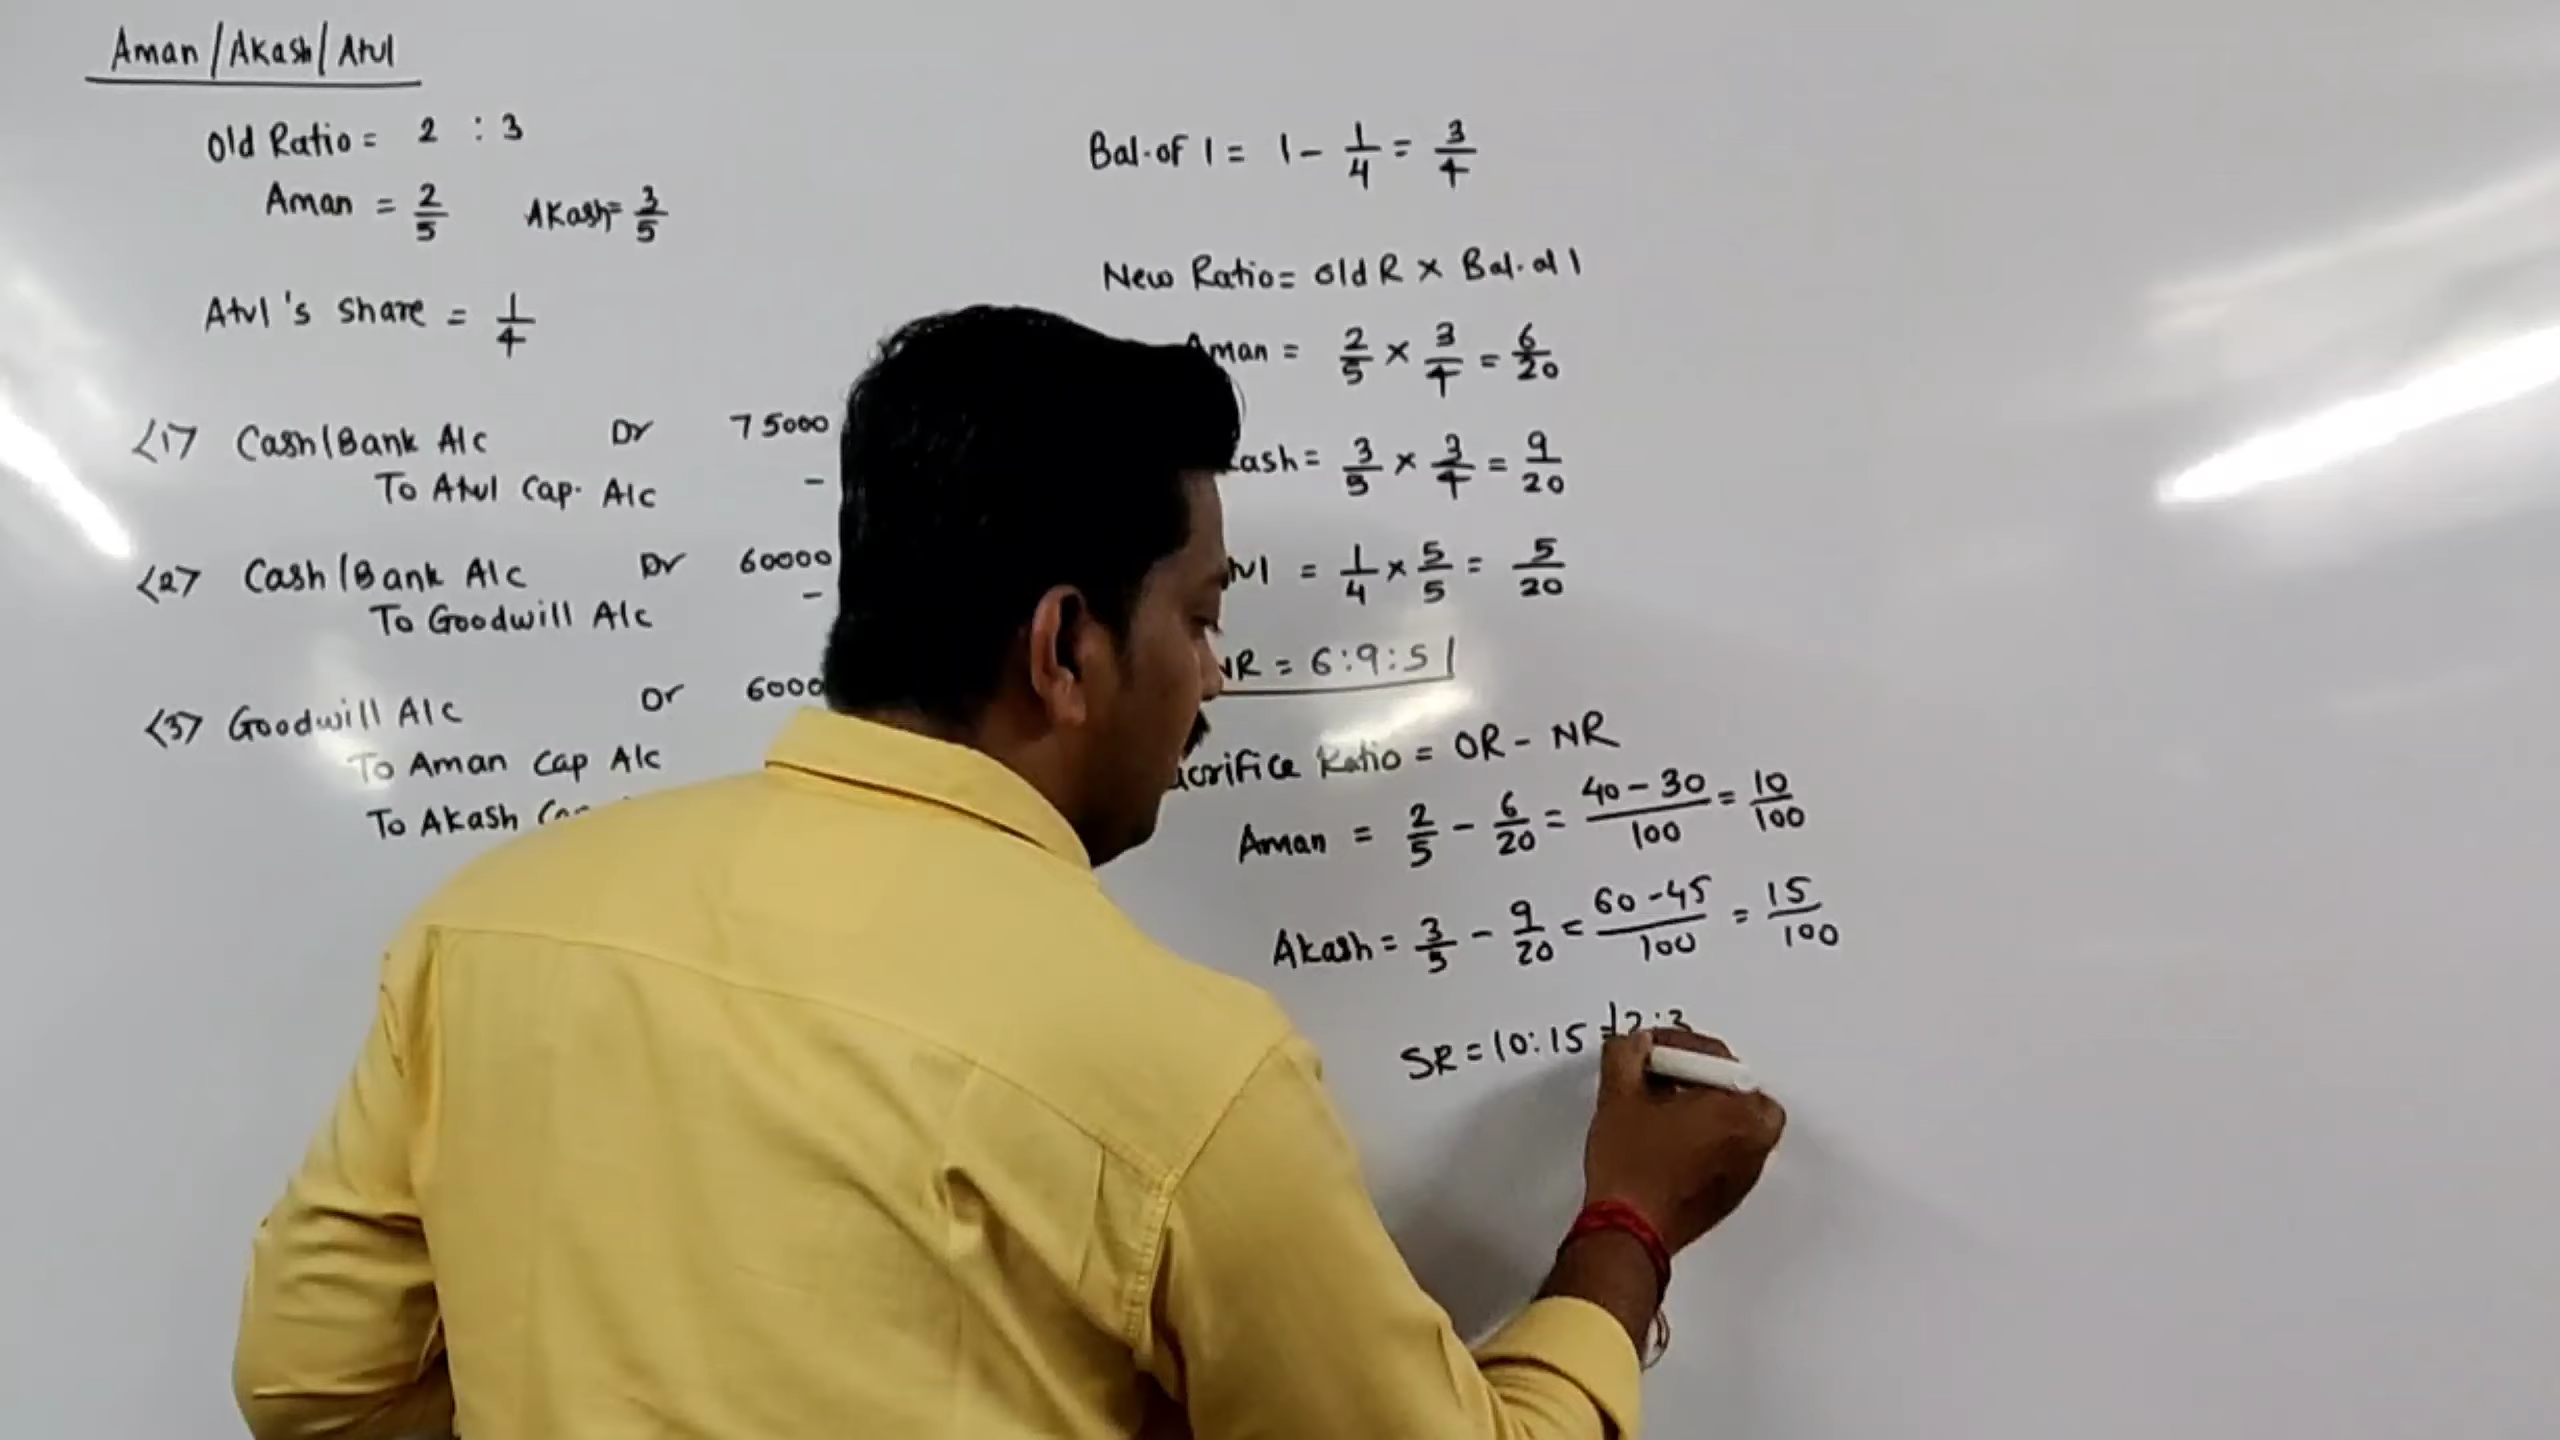 Aman/Akash/Atul
Old Ratio = 2 : 3
Aman = 2/5 Akash = 3/5
Atul's share = 1/4
<1> Cash/Bank A/c Dr 75000
To Atul Cap. A/c -
<2> Cash/Bank A/c Dr 60000
To Goodwill A/c -
<3> Goodwill A/c Dr 6000
To Aman Cap A/c
To Akash
Bal. of 1 = 1 - 1/4 = 3/4
New Ratio = Old R × Bal. of 1
Aman = 2/5 × 3/4 = 6/20
kash = 3/5 × 3/4 = 9/20
tul = 1/4 × 5/5 = 5/20
NR = 6:9:5
acrifice Ratio = OR - NR
Aman = 2/5 - 6/20 = 40-30/100 = 10/100
Akash = 3/5 - 9/20 = 60-45/100 = 15/100
SR = 10:15 = 2:3